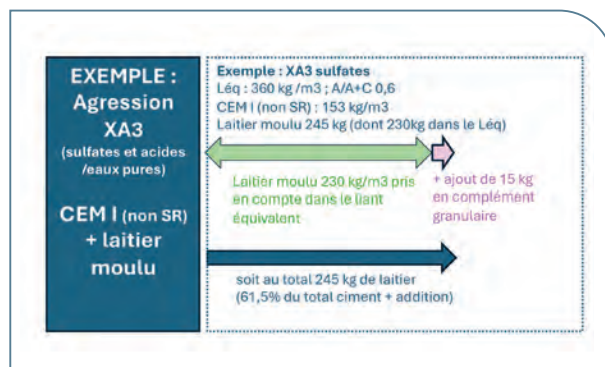 EXEMPLE :
Agression
XA3
(sulfates et acides
/eaux pures)
CEM I (non SR)
+ laitier
moulu
Exemple : XA3 sulfates
Léq : 360 kg /m3 ; A/A+C 0,6
CEM I (non SR) : 153 kg/m3
Laitier moulu 245 kg (dont 230kg dans le Léq)
Laitier moulu 230 kg/m3 pris
en compte dans le liant
équivalent
+ ajout de 15 kg
en complément
granulaire
soit au total 245 kg de laitier
(61,5% du total ciment + addition)